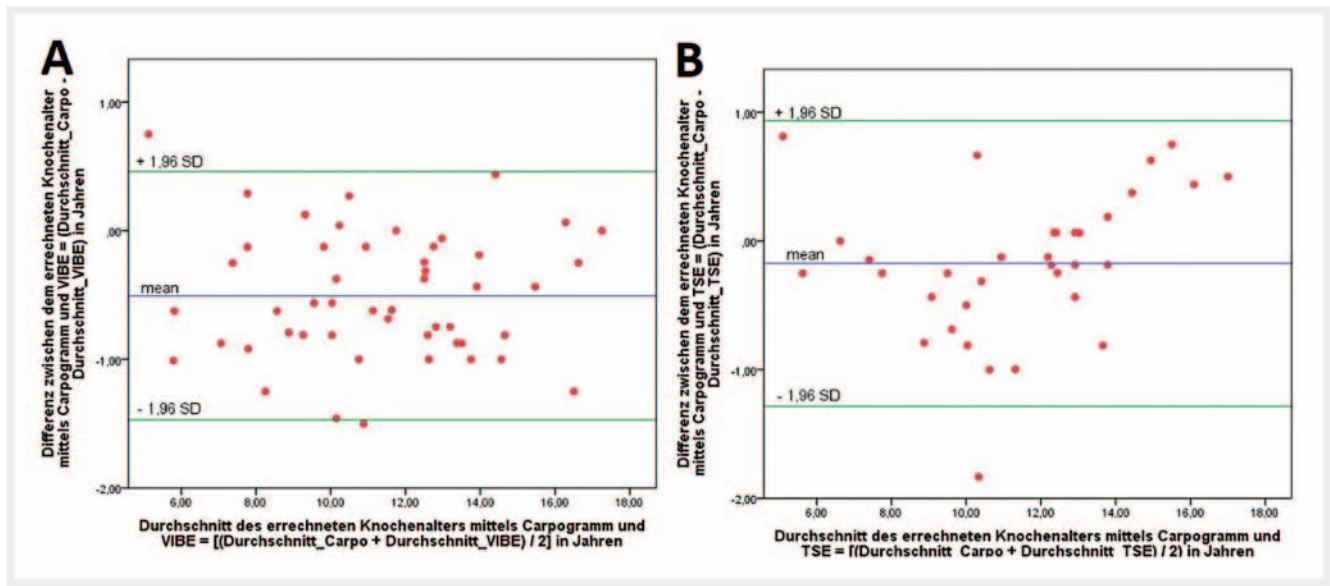 A
Differenz zwischen dem errechneten Knochenalter
mittels Carpogramm und VIBE = (Durchschnitt_Carpo -
Durchschnitt_VIBE) in Jahren
1,00
,00
-1,00
-2,00
+ 1,96 SD
mean
- 1,96 SD
6,00 8,00 10,00 12,00 14,00 16,00 18,00
Durchschnitt des errechneten Knochenalters mittels Carpogramm und
VIBE = [((Durchschnitt_Carpo + Durchschnitt_VIBE) / 2] in Jahren
B
Differenz zwischen dem errechneten Knochenalter
mittels Carpogramm und TSE = (Durchschnitt_Carpo -
Durchschnitt_TSE) in Jahren
1,00
,00
-1,00
-2,00
+ 1,96 SD
mean
- 1,96 SD
6,00 8,00 10,00 12,00 14,00 16,00 18,00
Durchschnitt des errechneten Knochenalters mittels Carpogramm und
TSE = [((Durchschnitt_Carpo + Durchschnitt_TSE) / 2) in Jahren